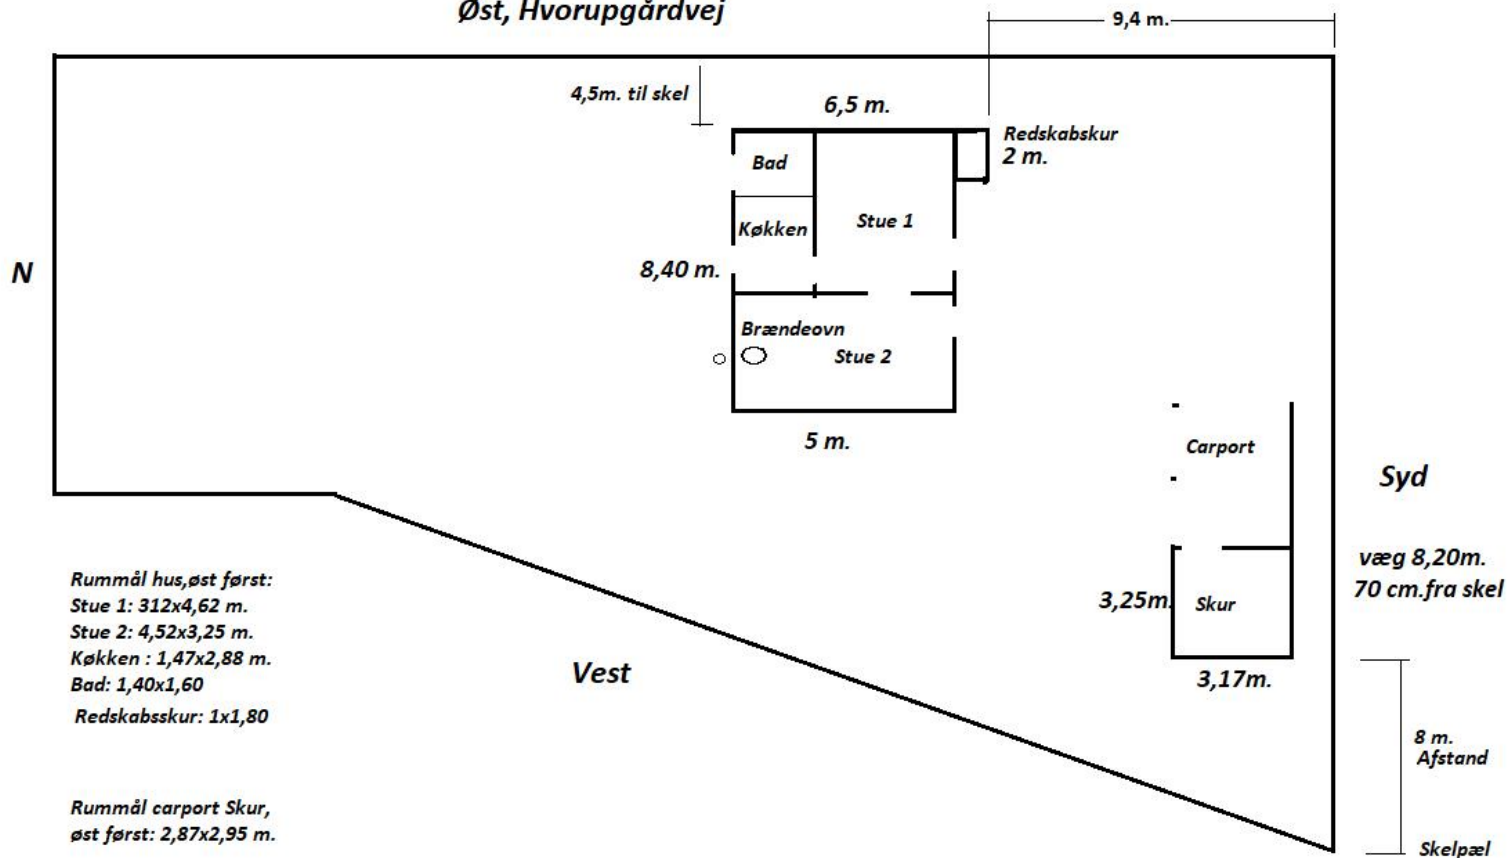 Øst, Hvorupgårdvej
9,4 m.
4,5m. til skel
6,5 m.
Redskabskur
2 m.
Bad
Stue 1
Køkken
N
8,40 m.
Brændeovn
Stue 2
5 m.
Carport
Syd
væg 8,20m.
70 cm.fra skel
3,25m.
Skur
3,17m.
Rummål hus,øst først:
Stue 1: 312x4,62 m.
Stue 2: 4,52x3,25 m.
Køkken : 1,47x2,88 m.
Bad: 1,40x1,60
Redskabsskur: 1x1,80
Vest
8 m.
Afstand
Rummål carport Skur,
øst først: 2,87x2,95 m.
Skelpæl